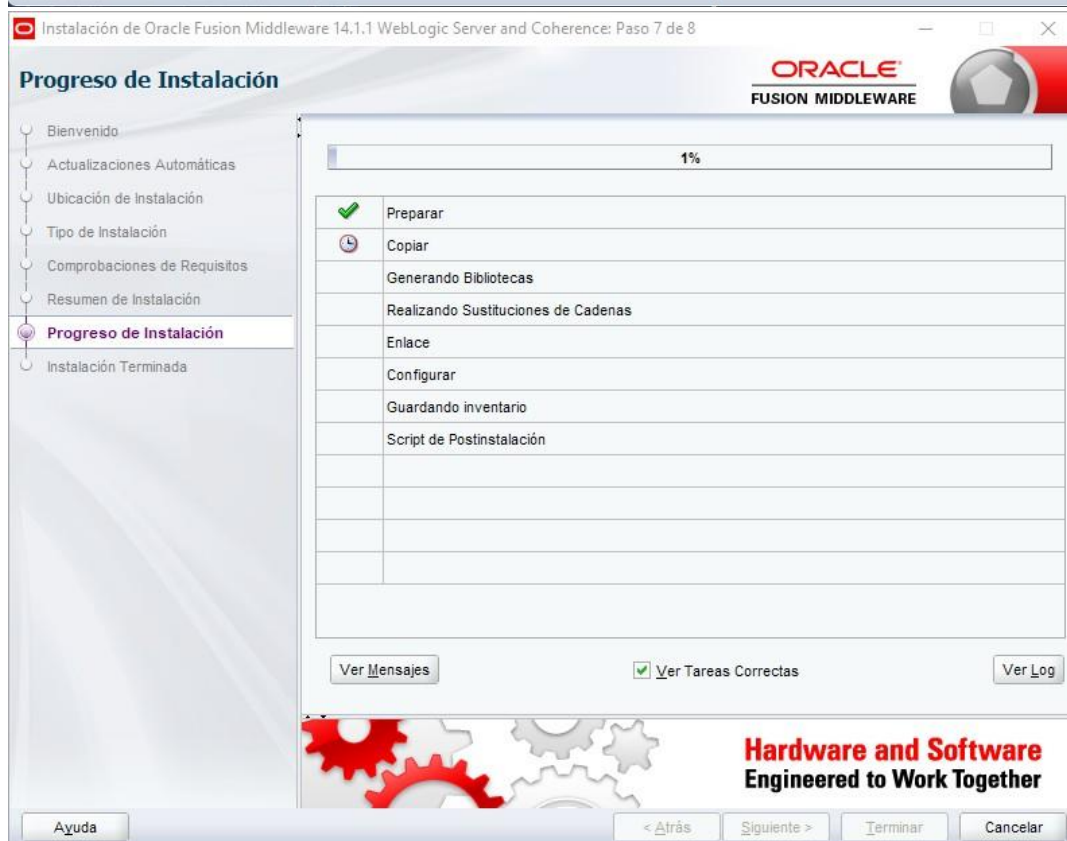 Instalación de Oracle Fusion Middleware 14.1.1 WebLogic Server and Coherence: Paso 7 de 8
Progreso de Instalación
ORACLE
FUSION MIDDLEWARE
Bienvenido
Actualizaciones Automáticas
Ubicación de Instalación
Tipo de Instalación
Comprobaciones de Requisitos
Resumen de Instalación
Progreso de Instalación
Instalación Terminada
1%
Preparar
Copiar
Generando Bibliotecas
Realizando Sustituciones de Cadenas
Enlace
Configurar
Guardando inventario
Script de Postinstalación
Ver Mensajes
Ver Tareas Correctas
Ver Log
Hardware and Software
Engineered to Work Together
Ayuda
< Atrás
Siguiente >
Terminar
Cancelar